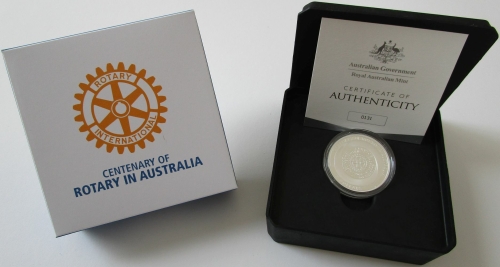 ROTARY
INTERNATIONAL
CENTENARY OF
ROTARY IN AUSTRALIA
Australian Government
Royal Australian Mint
CERTIFICATE OF
AUTHENTICITY